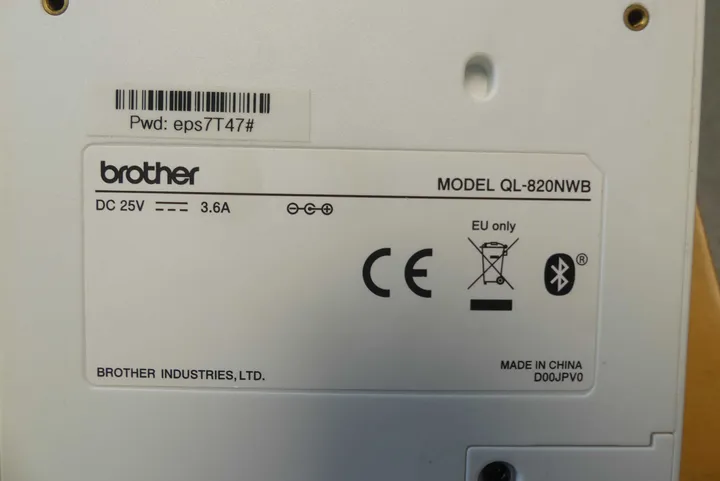 Pwd: eps7T47#
brother
MODEL QL-820NWB
DC 25V 3.6A
EU only
CE
®
BROTHER INDUSTRIES, LTD.
MADE IN CHINA
D00JPV0